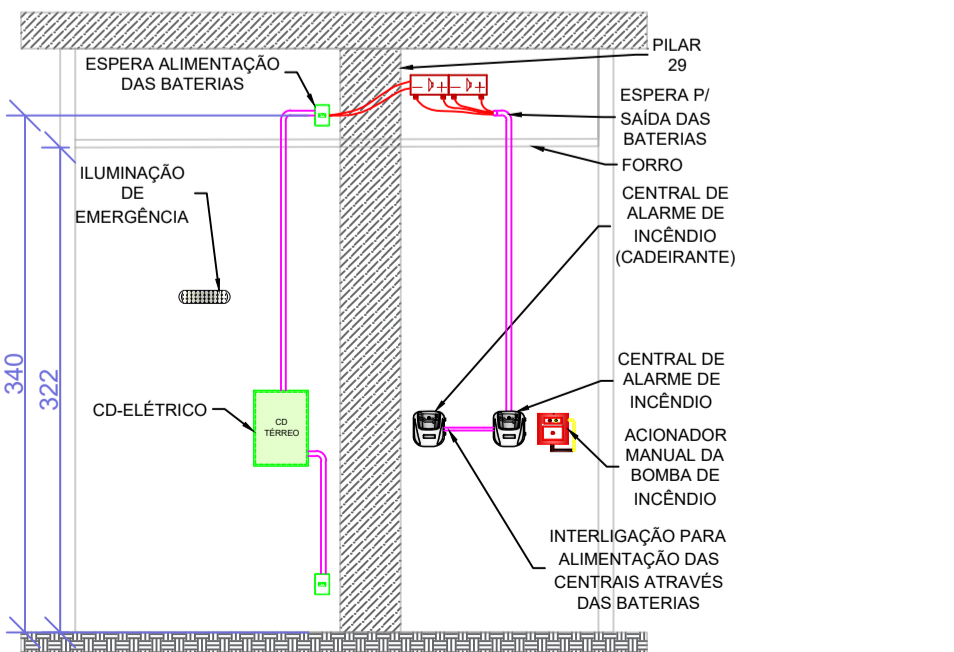 ESPERA ALIMENTAÇÃO
DAS BATERIAS
PILAR
29
ESPERA P/
SAÍDA DAS
BATERIAS
FORRO
ILUMINAÇÃO
DE
EMERGÊNCIA
CENTRAL DE
ALARME DE
INCÊNDIO
(CADEIRANTE)
340
322
CD-ELÉTRICO
CD
TÉRREO
CENTRAL DE
ALARME DE
INCÊNDIO
ACIONADOR
MANUAL DA
BOMBA DE
INCÊNDIO
INTERLIGAÇÃO PARA
ALIMENTAÇÃO DAS
CENTRAIS ATRAVÉS
DAS BATERIAS